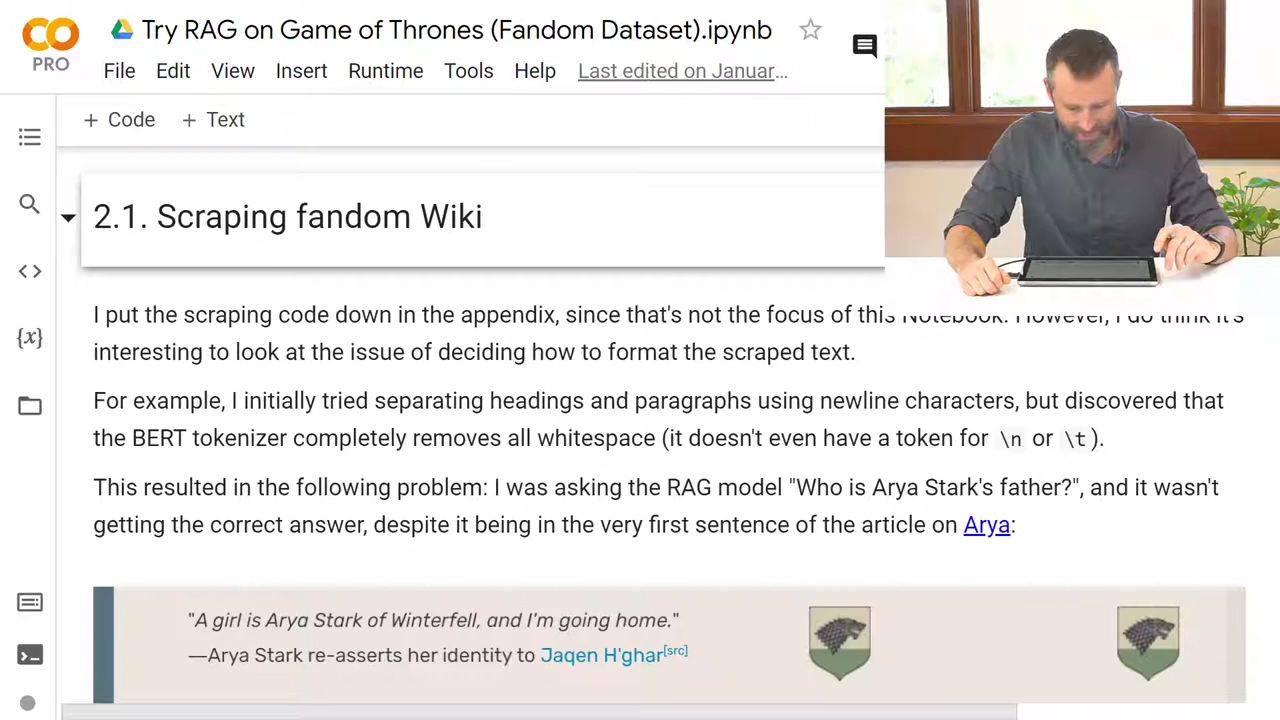 Try RAG on Game of Thrones (Fandom Dataset).ipynb
PRO
File Edit View Insert Runtime Tools Help Last edited on Januar…
+ Code + Text
2.1. Scraping fandom Wiki
I put the scraping code down in the appendix, since that's not the focus of this Notebook. However, I do think it's
interesting to look at the issue of deciding how to format the scraped text.
For example, I initially tried separating headings and paragraphs using newline characters, but discovered that
the BERT tokenizer completely removes all whitespace (it doesn't even have a token for \n or \t ).
This resulted in the following problem: I was asking the RAG model "Who is Arya Stark's father?", and it wasn't
getting the correct answer, despite it being in the very first sentence of the article on Arya:
"A girl is Arya Stark of Winterfell, and I'm going home."
—Arya Stark re-asserts her identity to Jaqen H'ghar[src]
{x}